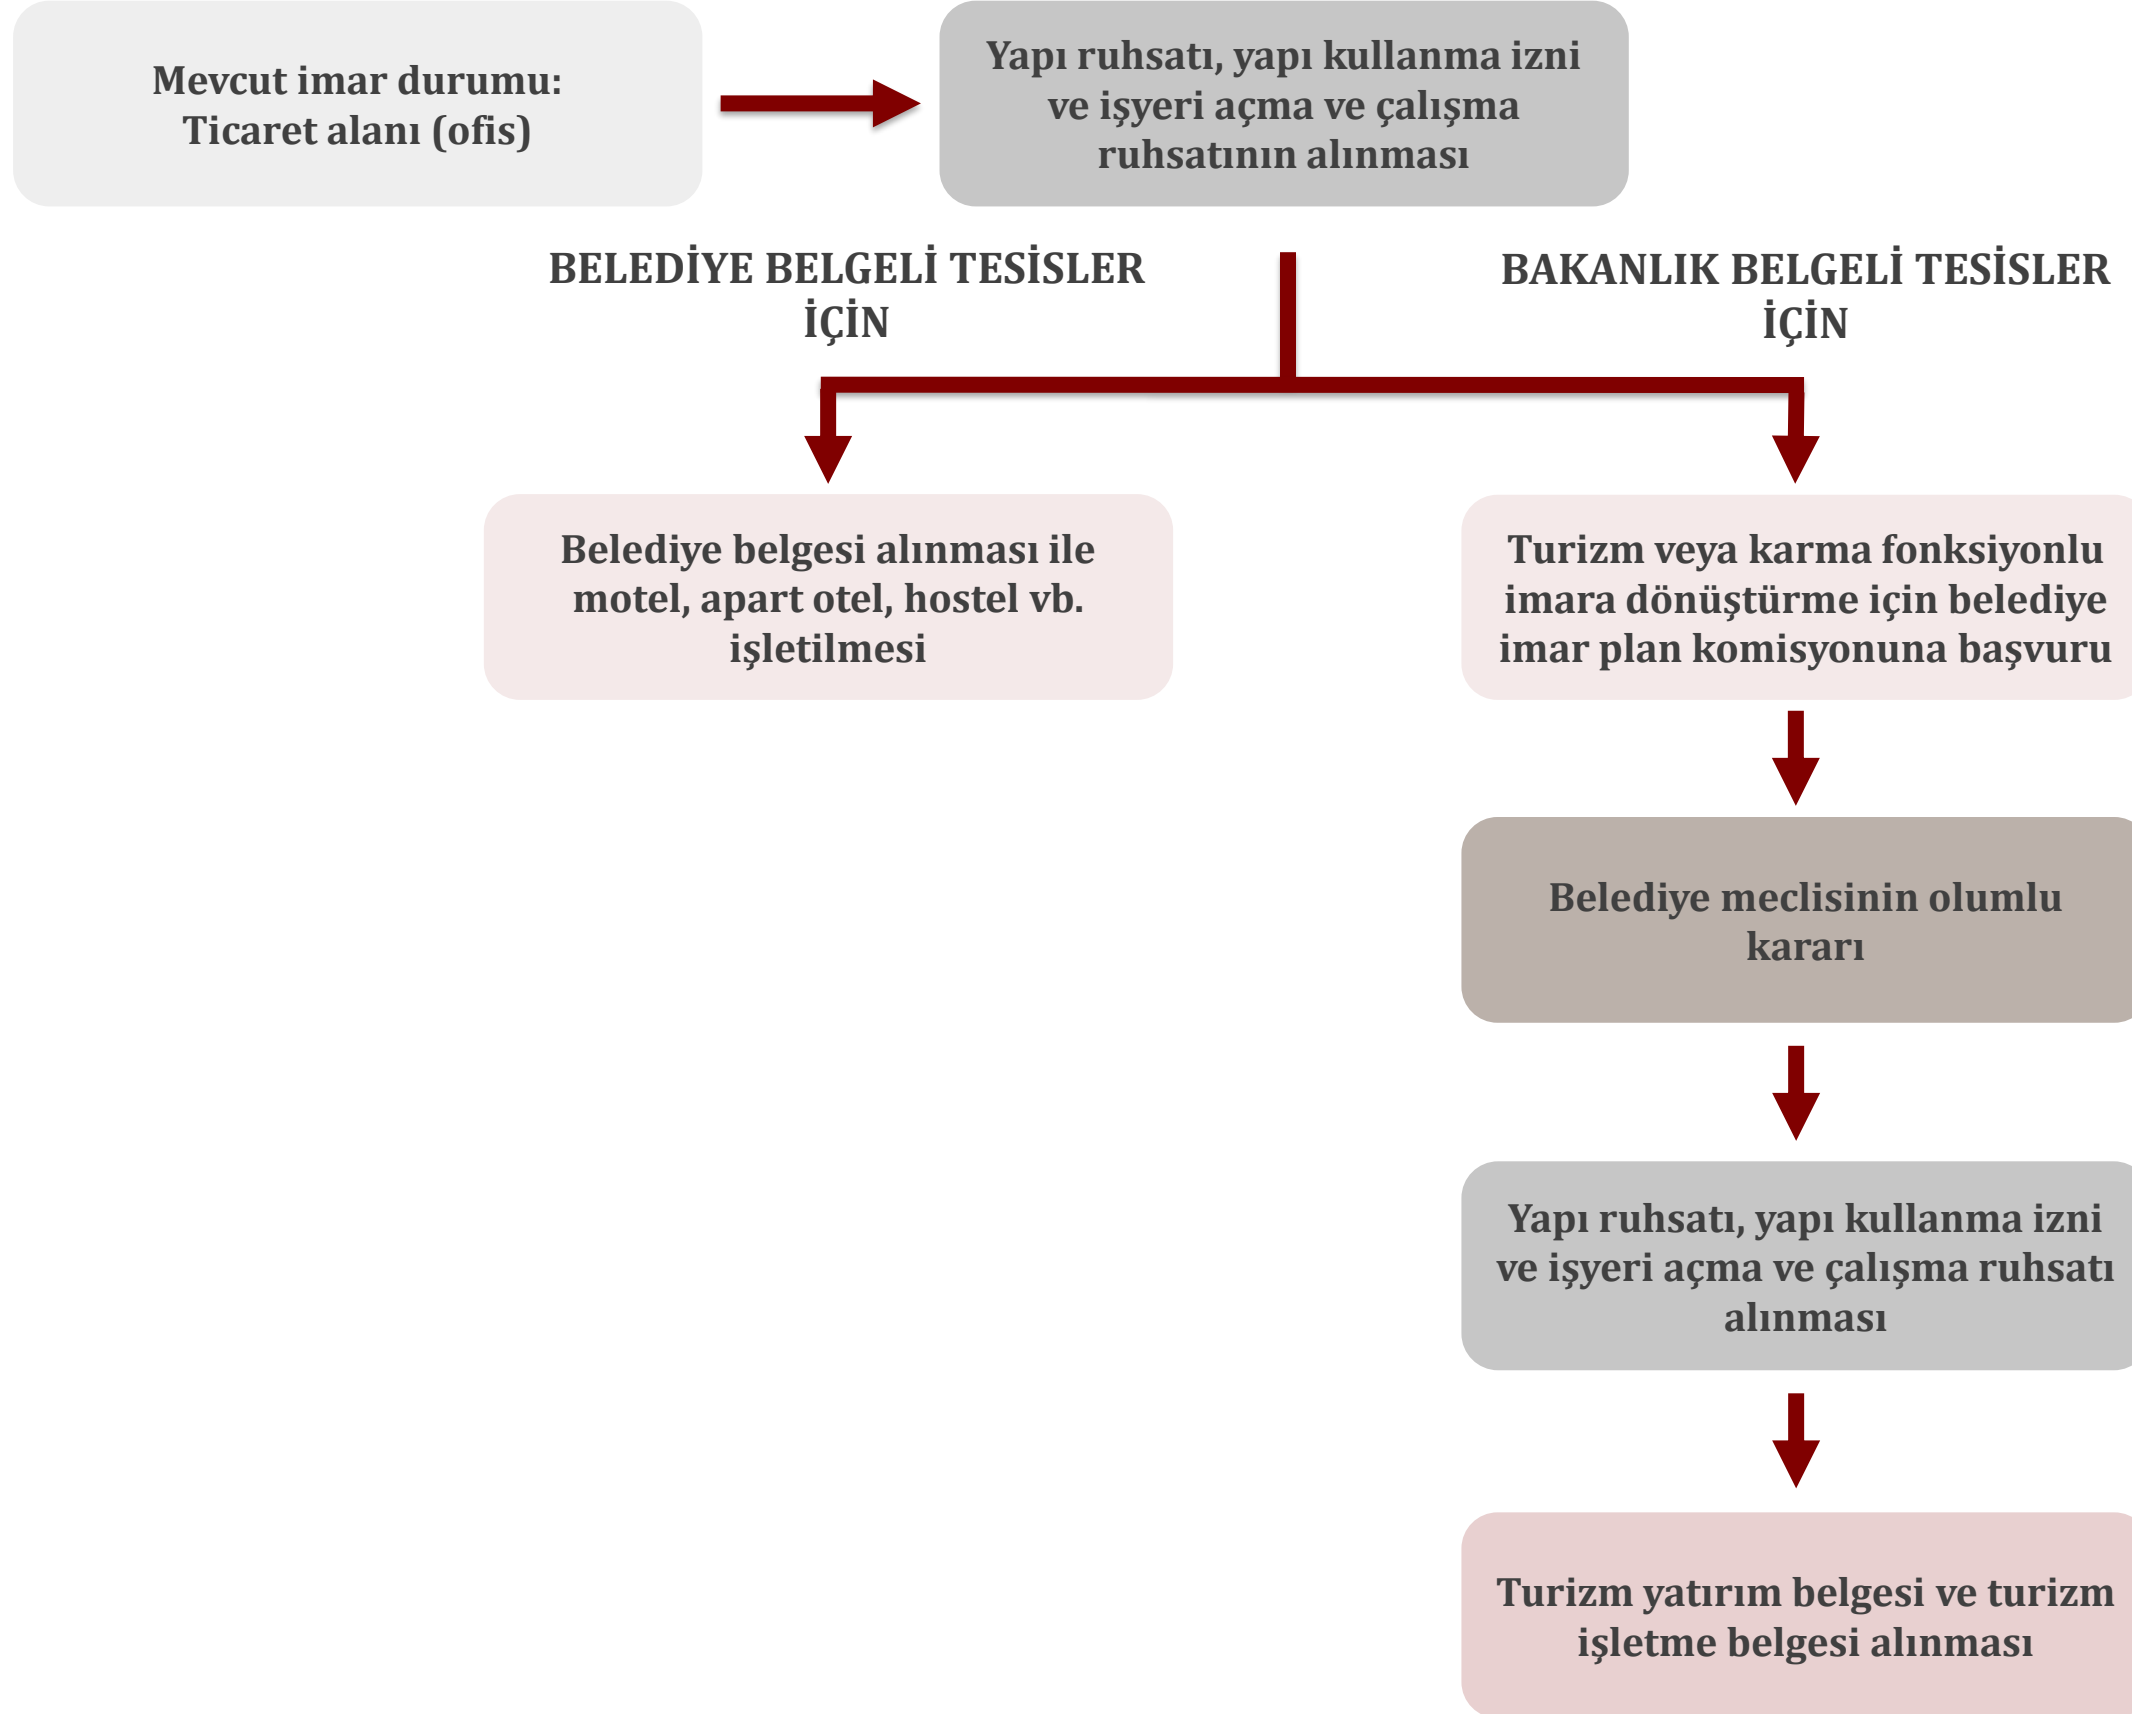 Mevcut imar durumu:
Ticaret alanı (ofis)
Yapı ruhsatı, yapı kullanma izni
ve işyeri açma ve çalışma
ruhsatının alınması
BELEDİYE BELGELİ TESİSLER
İÇİN
BAKANLIK BELGELİ TESİSLER
İÇİN
Belediye belgesi alınması ile
motel, apart otel, hostel vb.
işletilmesi
Turizm veya karma fonksiyonlu
imara dönüştürme için belediye
imar plan komisyonuna başvuru
Belediye meclisinin olumlu
kararı
Yapı ruhsatı, yapı kullanma izni
ve işyeri açma ve çalışma ruhsatı
alınması
Turizm yatırım belgesi ve turizm
işletme belgesi alınması